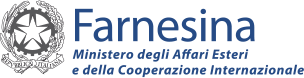 Farnesina
Ministero degli Affari Esteri
e della Cooperazione Internazionale